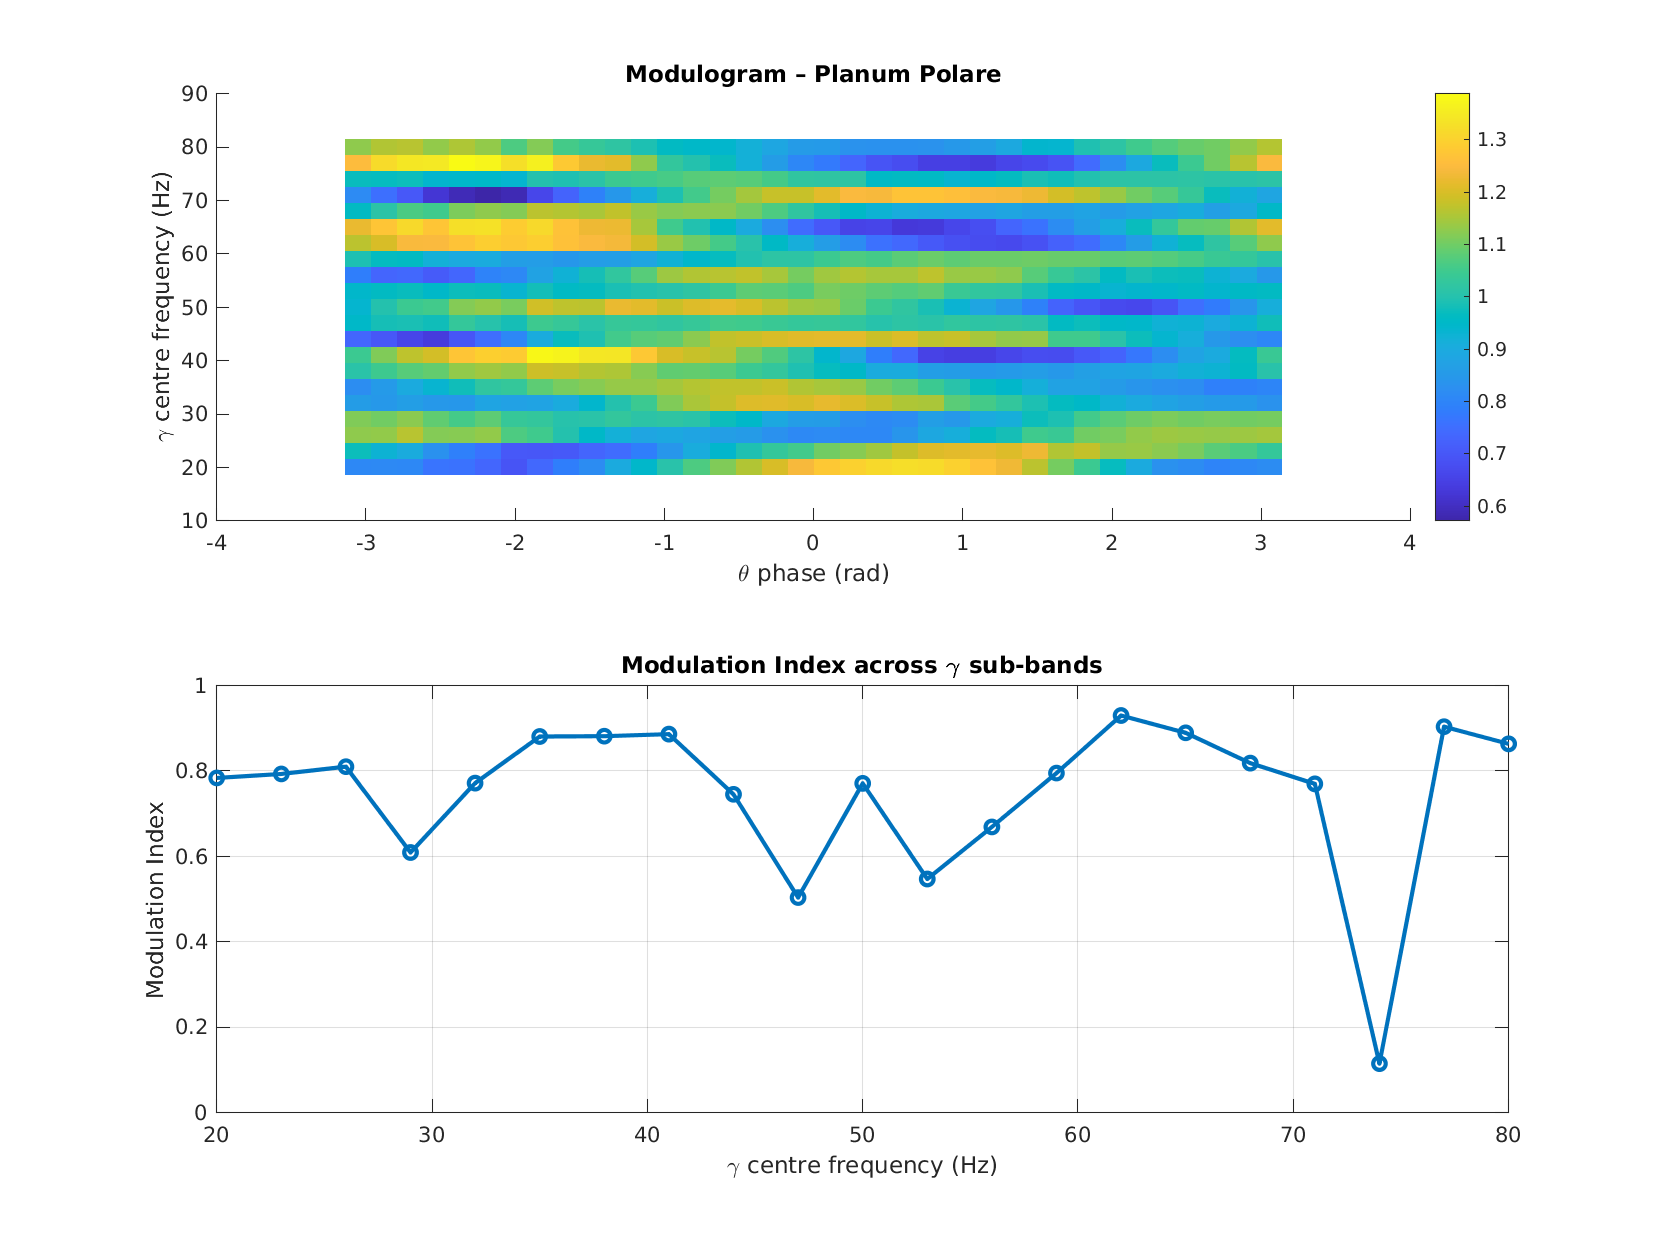 Modulogram – Planum Polare
90
80
70
60
50
40
30
20
10
γ centre frequency (Hz)
-4 -3 -2 -1 0 1 2 3 4
θ phase (rad)
1.3
1.2
1.1
1
0.9
0.8
0.7
0.6
Modulation Index across γ sub-bands
1
0.8
0.6
0.4
0.2
0
Modulation Index
20 30 40 50 60 70 80
γ centre frequency (Hz)